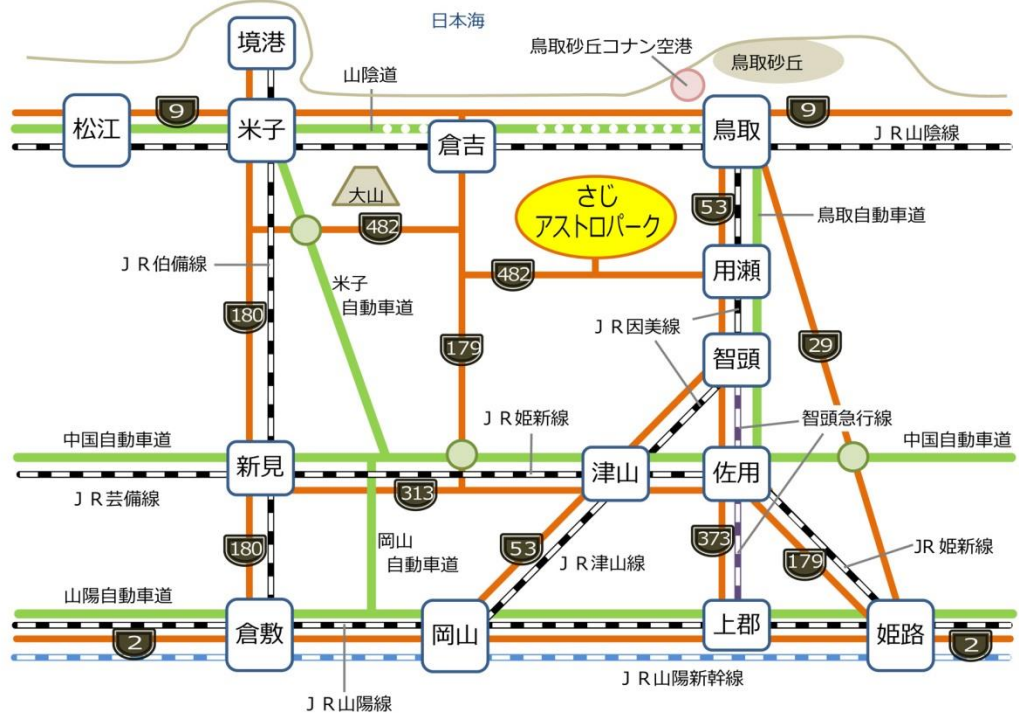 日本海
境港
鳥取砂丘コナン空港
鳥取砂丘
山陰道
9
9
松江
米子
倉吉
鳥取
ＪＲ山陰線
大山
482
さじ
アストロパーク
53
鳥取自動車道
ＪＲ伯備線
482
用瀬
米子
自動車道
180
179
ＪＲ因美線
29
智頭
ＪＲ姫新線
智頭急行線
中国自動車道
中国自動車道
新見
津山
佐用
ＪＲ芸備線
313
岡山
自動車道
180
53
373
ＪＲ津山線
179
JR 姫新線
山陽自動車道
倉敷
岡山
上郡
姫路
2
2
ＪＲ山陽新幹線
ＪＲ山陽線